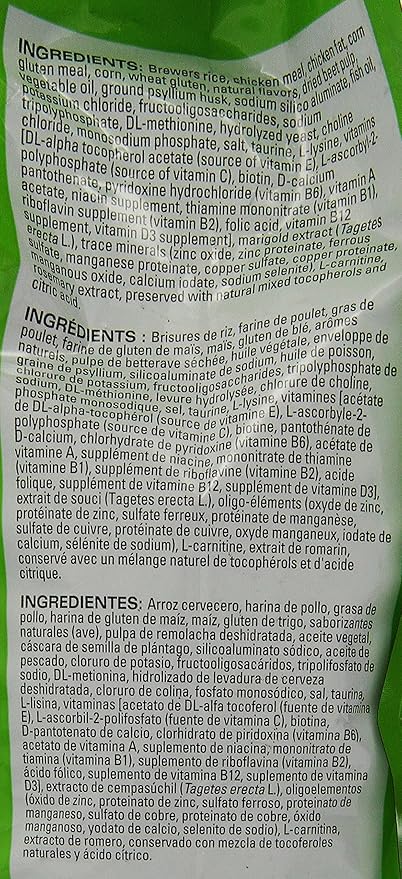 INGREDIENTS: Brewers rice, chicken meal, chicken fat, corn
gluten meal, corn, wheat gluten, natural flavors, dried beet pulp,
vegetable oil, ground psyllium husk, sodium silico aluminate, fish oil,
potassium chloride, fructooligosaccharides, sodium
tripolyphosphate, DL-methionine, hydrolyzed yeast, choline
chloride, monosodium phosphate, salt, taurine, L-lysine, vitamins
[DL-alpha tocopherol acetate (source of vitamin E), L-ascorbyl-2-
polyphosphate (source of vitamin C), biotin, D-calcium
pantothenate, pyridoxine hydrochloride (vitamin B6), vitamin A
acetate, niacin supplement, thiamine mononitrate (vitamin B1),
riboflavin supplement (vitamin B2), folic acid, vitamin B12
supplement, vitamin D3 supplement], marigold extract (Tagetes
erecta L.), trace minerals (zinc oxide, zinc proteinate, ferrous
sulfate, manganese proteinate, copper sulfate, copper proteinate,
manganous oxide, calcium iodate, sodium selenite), L-carnitine,
rosemary extract, preserved with natural mixed tocopherols and
citric acid.
INGRÉDIENTS : Brisures de riz, farine de poulet, gras de
poulet, farine de gluten de maïs, maïs, gluten de blé, arômes
naturels, pulpe de betterave séchée, huile végétale, enveloppe de
graine de psyllium, silicoaluminate de sodium, huile de poisson,
chlorure de potassium, fructooligosaccharides, tripolyphosphate de
sodium, DL-méthionine, levure hydrolysée, chlorure de choline,
phosphate monosodique, sel, taurine, L-lysine, vitamines [acétate
de DL-alpha-tocophérol (source de vitamine E), L-ascorbyle-2-
polyphosphate (source de vitamine C), biotine, pantothénate de
D-calcium, chlorhydrate de pyridoxine (vitamine B6), acétate de
vitamine A, supplément de niacine, mononitrate de thiamine
(vitamine B1), supplément de riboflavine (vitamine B2), acide
folique, supplément de vitamine B12, supplément de vitamine D3],
extrait de souci (Tagetes erecta L.), oligo-éléments (oxyde de zinc,
protéinate de zinc, sulfate ferreux, protéinate de manganèse,
sulfate de cuivre, protéinate de cuivre, oxyde manganeux, iodate de
calcium, sélénite de sodium), L-carnitine, extrait de romarin,
conservé avec un mélange naturel de tocophérols et d'acide
citrique.
INGREDIENTES: Arroz cervecero, harina de pollo, grasa de
pollo, harina de gluten de maíz, maíz, gluten de trigo, saborizantes
naturales (ave), pulpa de remolacha deshidratada, aceite vegetal,
cáscara de semilla de plántago, silicoaluminato sódico, aceite de
pescado, cloruro de potasio, fructooligosacáridos, tripolifosfato de
sodio, DL-metionina, hidrolizado de levadura de cerveza
deshidratada, cloruro de colina, fosfato monosódico, sal, taurina,
L-lisina, vitaminas [acetato de DL-alfa tocoferol (fuente de vitamina
E), L-ascorbil-2-polifosfato (fuente de vitamina C), biotina,
D-pantotenato de calcio, clorhidrato de piridoxina (vitamina B6),
acetato de vitamina A, suplemento de niacina, mononitrato de
tiamina (vitamina B1), suplemento de riboflavina (vitamina B2),
ácido fólico, suplemento de vitamina B12, suplemento de vitamina
D3], extracto de cempasúchil (Tagetes erecta L.), oligoelementos
(óxido de zinc, proteinato de zinc, sulfato ferroso, proteinato de
manganeso, sulfato de cobre, proteinato de cobre, óxido
manganoso, yodato de calcio, selenito de sodio), L-carnitina,
extracto de romero, conservado con mezcla de tocoferoles
naturales y ácido cítrico.